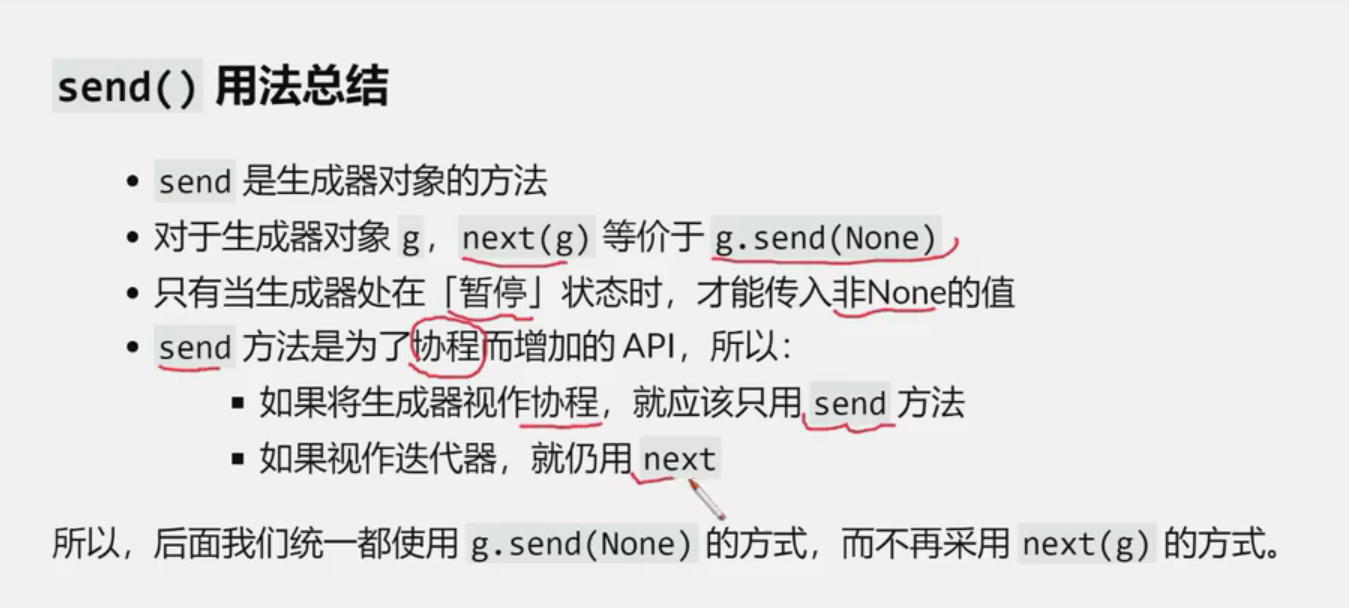 send() 用法总结
• send 是生成器对象的方法
• 对于生成器对象 g，next(g) 等价于 g.send(None)
• 只有当生成器处在「暂停」状态时，才能传入非None的值
• send 方法是为了协程而增加的 API，所以：
▪ 如果将生成器视作协程，就应该只用 send 方法
▪ 如果视作迭代器，就仍用 next
所以，后面我们统一都使用 g.send(None) 的方式，而不再采用 next(g) 的方式。